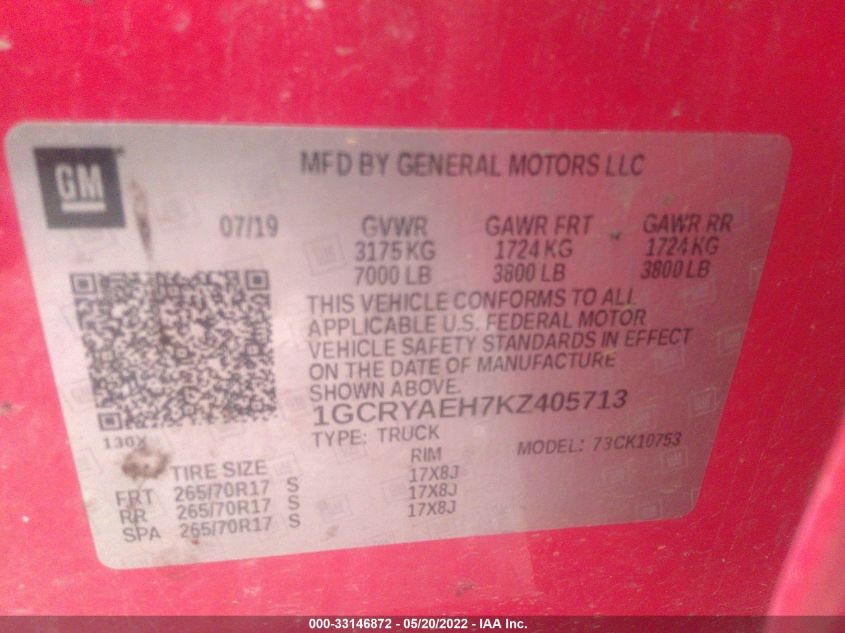 GM
MFD BY GENERAL MOTORS LLC
07/19 GVWR GAWR FRT GAWR RR
3175 KG 1724 KG 1724 KG
7000 LB 3800 LB 3800 LB
THIS VEHICLE CONFORMS TO ALL
APPLICABLE U.S. FEDERAL MOTOR
VEHICLE SAFETY STANDARDS IN EFFECT
ON THE DATE OF MANUFACTURE
SHOWN ABOVE.
1GCRYAEH7KZ405713
130X
TYPE: TRUCK MODEL: 73CK10753
TIRE SIZE RIM
FRT 265/70R17 S 17X8J
RR 265/70R17 S 17X8J
SPA 265/70R17 S 17X8J
000-33146872 - 05/20/2022 - IAA Inc.